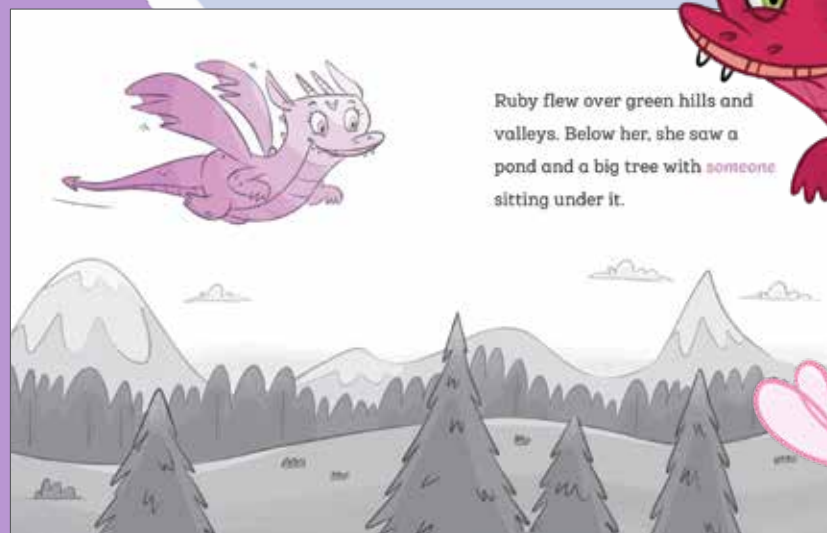 Ruby flew over green hills and
valleys. Below her, she saw a
pond and a big tree with someone
sitting under it.